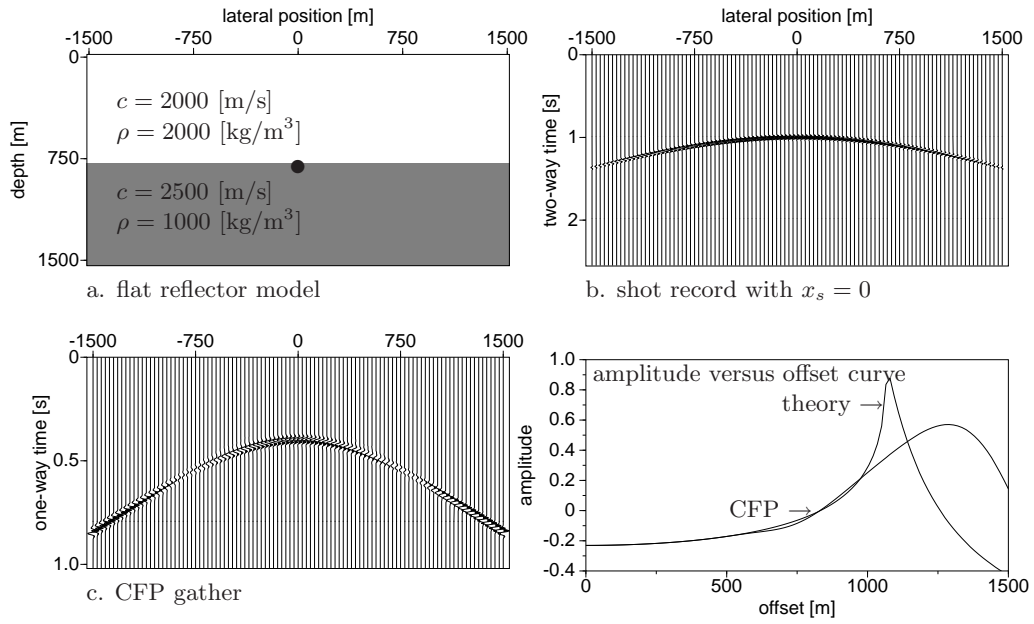 lateral position [m]
-1500 -750 0 750 1500
0
750
1500
depth [m]
c = 2000 [m/s]
ρ = 2000 [kg/m³]
c = 2500 [m/s]
ρ = 1000 [kg/m³]
a. flat reflector model
lateral position [m]
-1500 -750 0 750 1500
0
1
2
two-way time [s]
b. shot record with xₛ = 0
-1500 -750 0 750 1500
0
0.5
1.0
one-way time [s]
c. CFP gather
1.0
0.8
0.6
0.4
0.2
0
-0.2
-0.4
amplitude
amplitude versus offset curve
theory →
CFP →
0 500 1000 1500
offset [m]